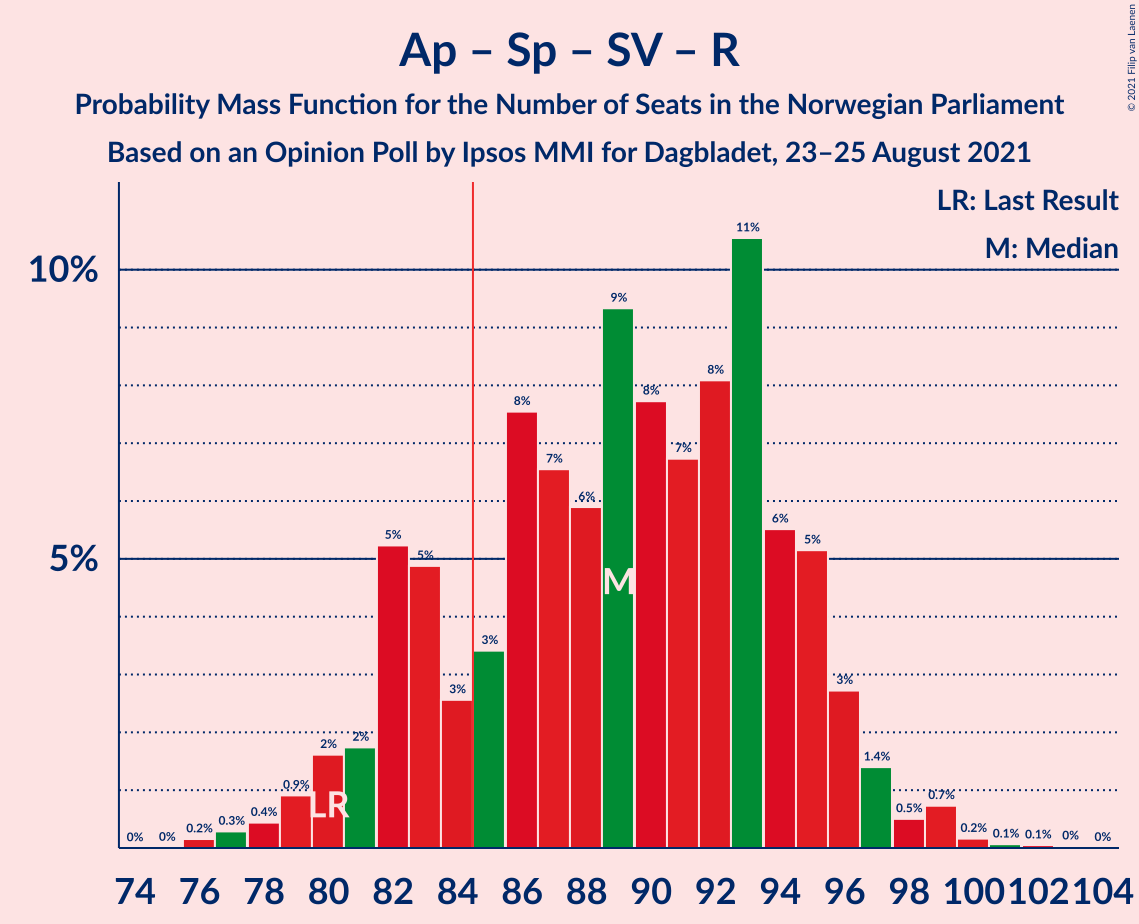 © 2021 Filip van Laenen
Ap – Sp – SV – R
Probability Mass Function for the Number of Seats in the Norwegian Parliament
Based on an Opinion Poll by Ipsos MMI for Dagbladet, 23–25 August 2021
LR: Last Result
M: Median
10%
5%
0% 0% 0.2% 0.3% 0.4% 0.9% 2% 2% 5% 5% 3% 3% 8% 7% 6% 9% 8% 7% 8% 11% 6% 5% 3% 1.4% 0.5% 0.7% 0.2% 0.1% 0.1% 0% 0%
M
LR
74 76 78 80 82 84 86 88 90 92 94 96 98 100 102 104